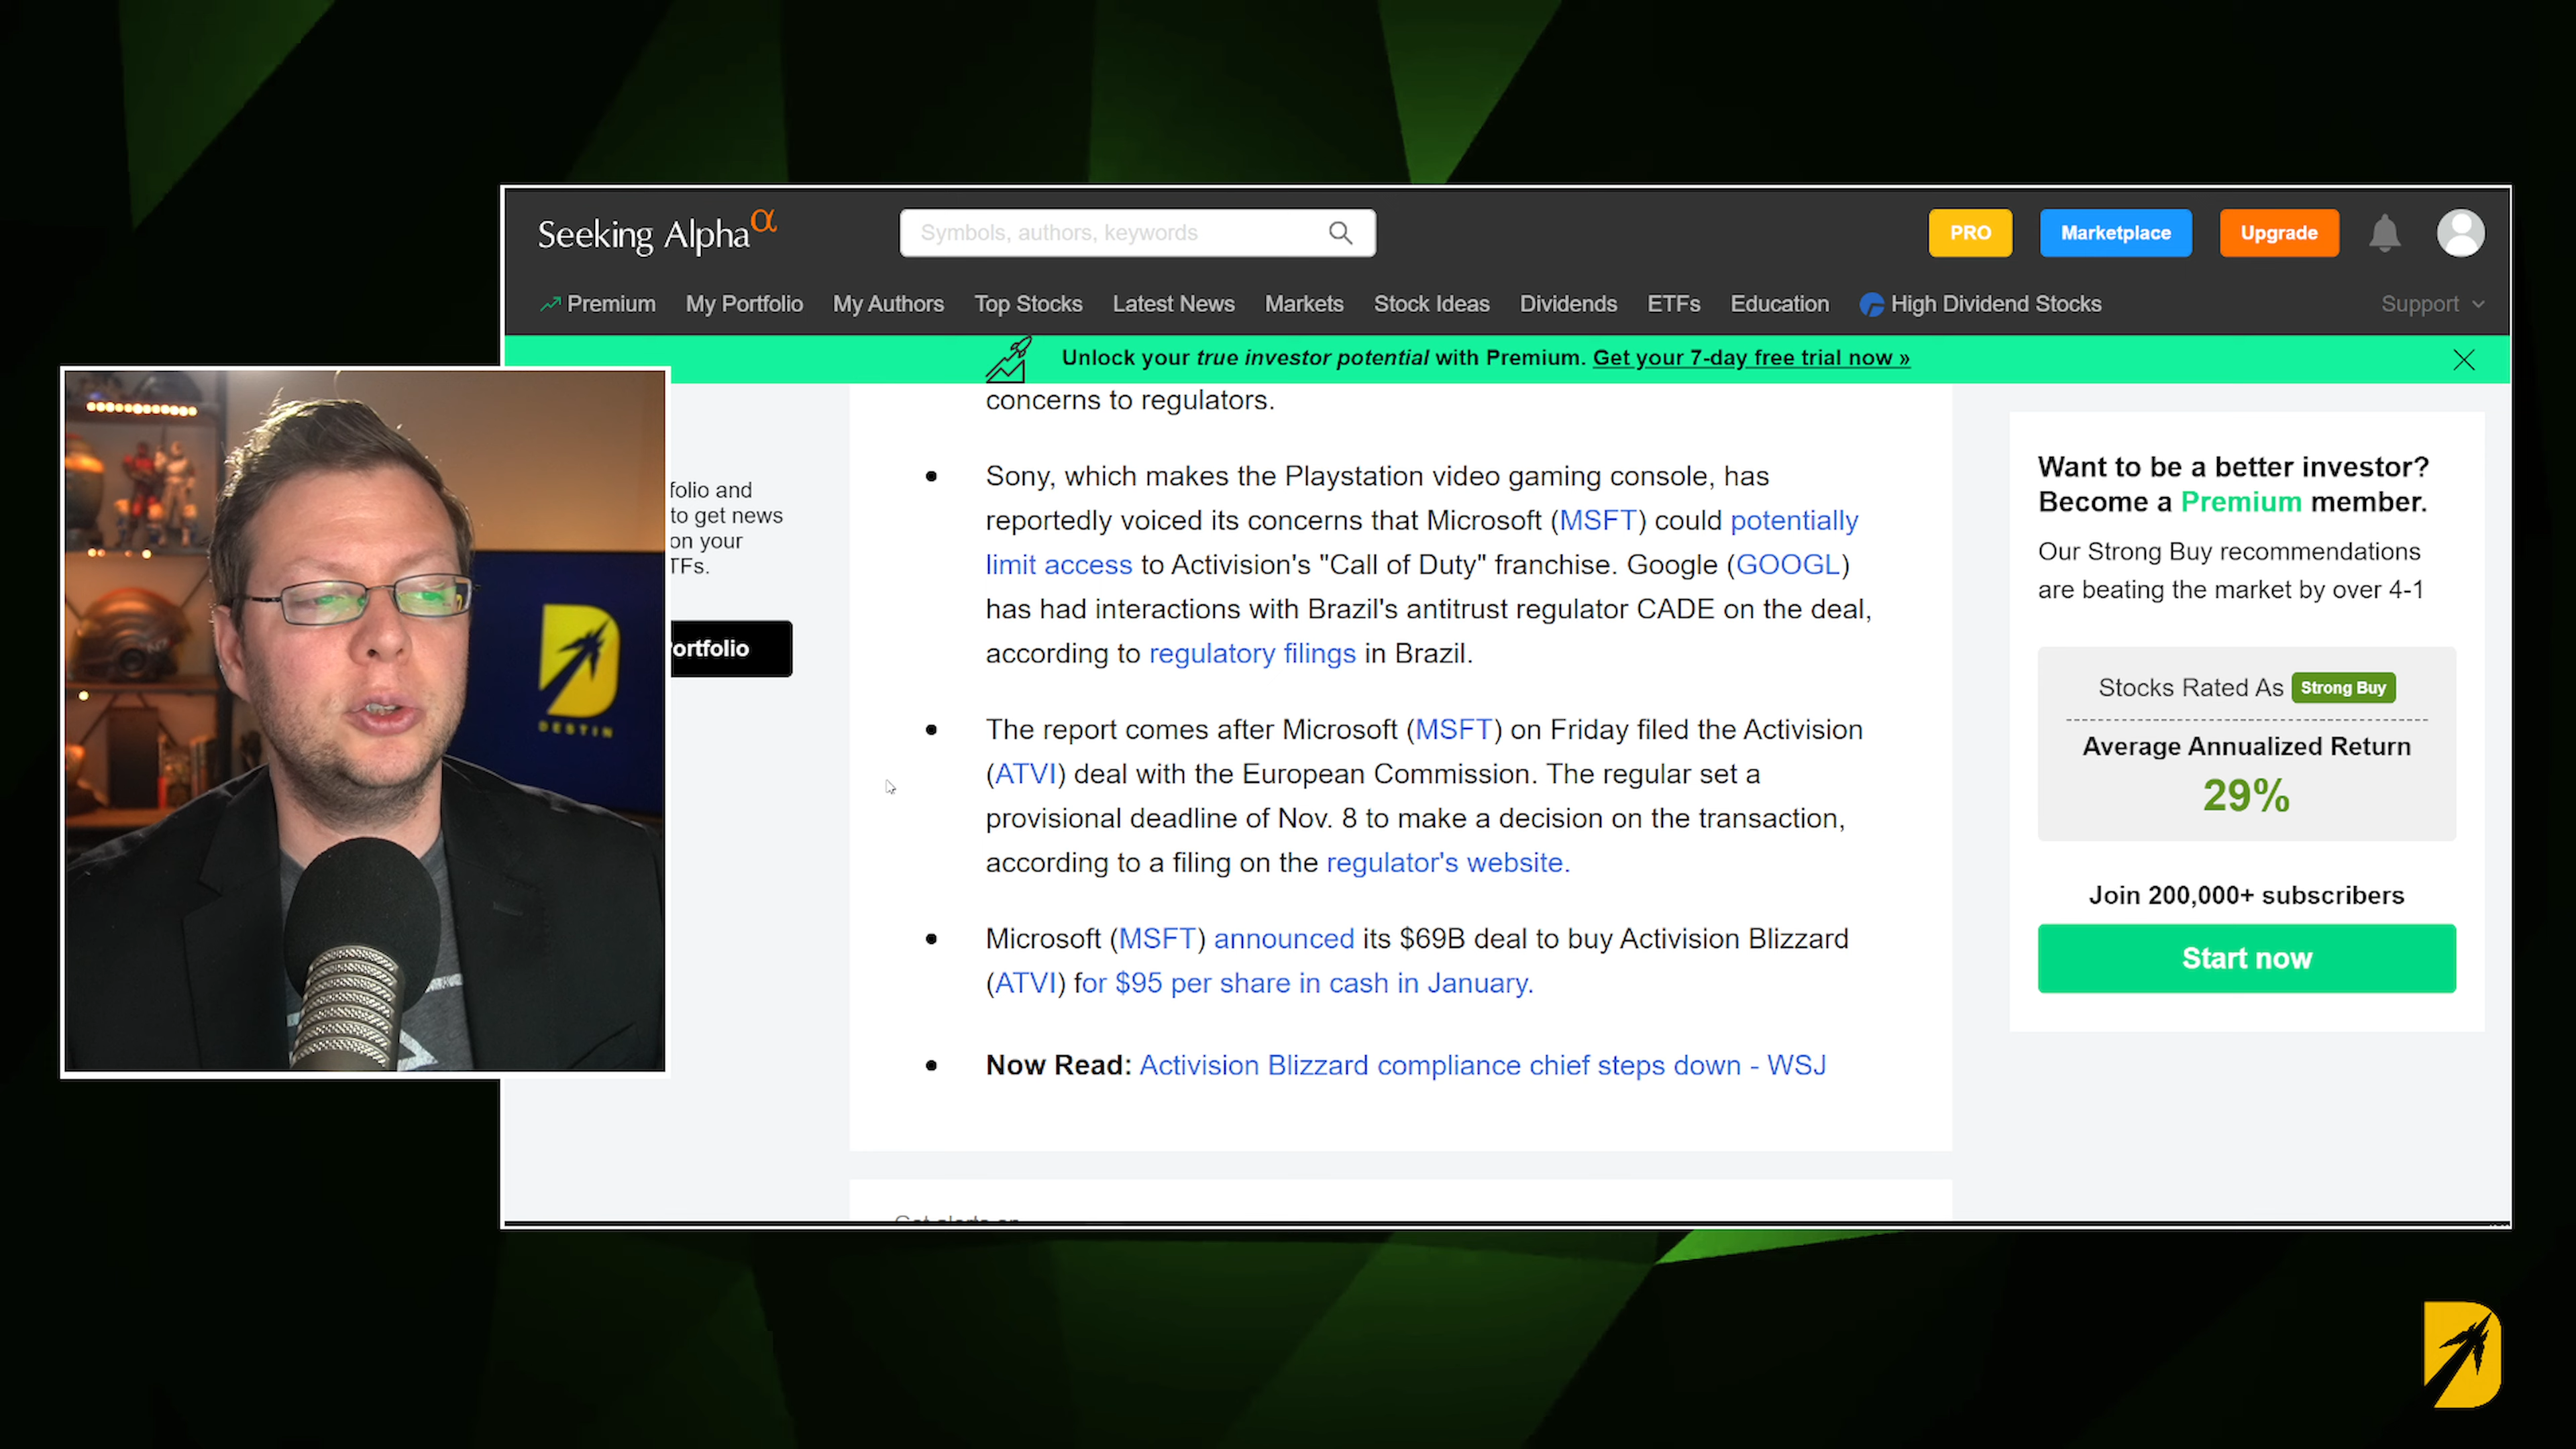 Seeking Alpha α
Symbols, authors, keywords
PRO
Marketplace
Upgrade
Premium
My Portfolio
My Authors
Top Stocks
Latest News
Markets
Stock Ideas
Dividends
ETFs
Education
High Dividend Stocks
Support
Unlock your true investor potential with Premium. Get your 7-day free trial now »
folio and
to get news
on your
TFs.
ortfolio
DESTIN
concerns to regulators.
• Sony, which makes the Playstation video gaming console, has
reportedly voiced its concerns that Microsoft (MSFT) could potentially
limit access to Activision's "Call of Duty" franchise. Google (GOOGL)
has had interactions with Brazil's antitrust regulator CADE on the deal,
according to regulatory filings in Brazil.
• The report comes after Microsoft (MSFT) on Friday filed the Activision
(ATVI) deal with the European Commission. The regular set a
provisional deadline of Nov. 8 to make a decision on the transaction,
according to a filing on the regulator's website.
• Microsoft (MSFT) announced its $69B deal to buy Activision Blizzard
(ATVI) for $95 per share in cash in January.
• Now Read: Activision Blizzard compliance chief steps down - WSJ
Want to be a better investor?
Become a Premium member.
Our Strong Buy recommendations
are beating the market by over 4-1
Stocks Rated As Strong Buy
Average Annualized Return
29%
Join 200,000+ subscribers
Start now